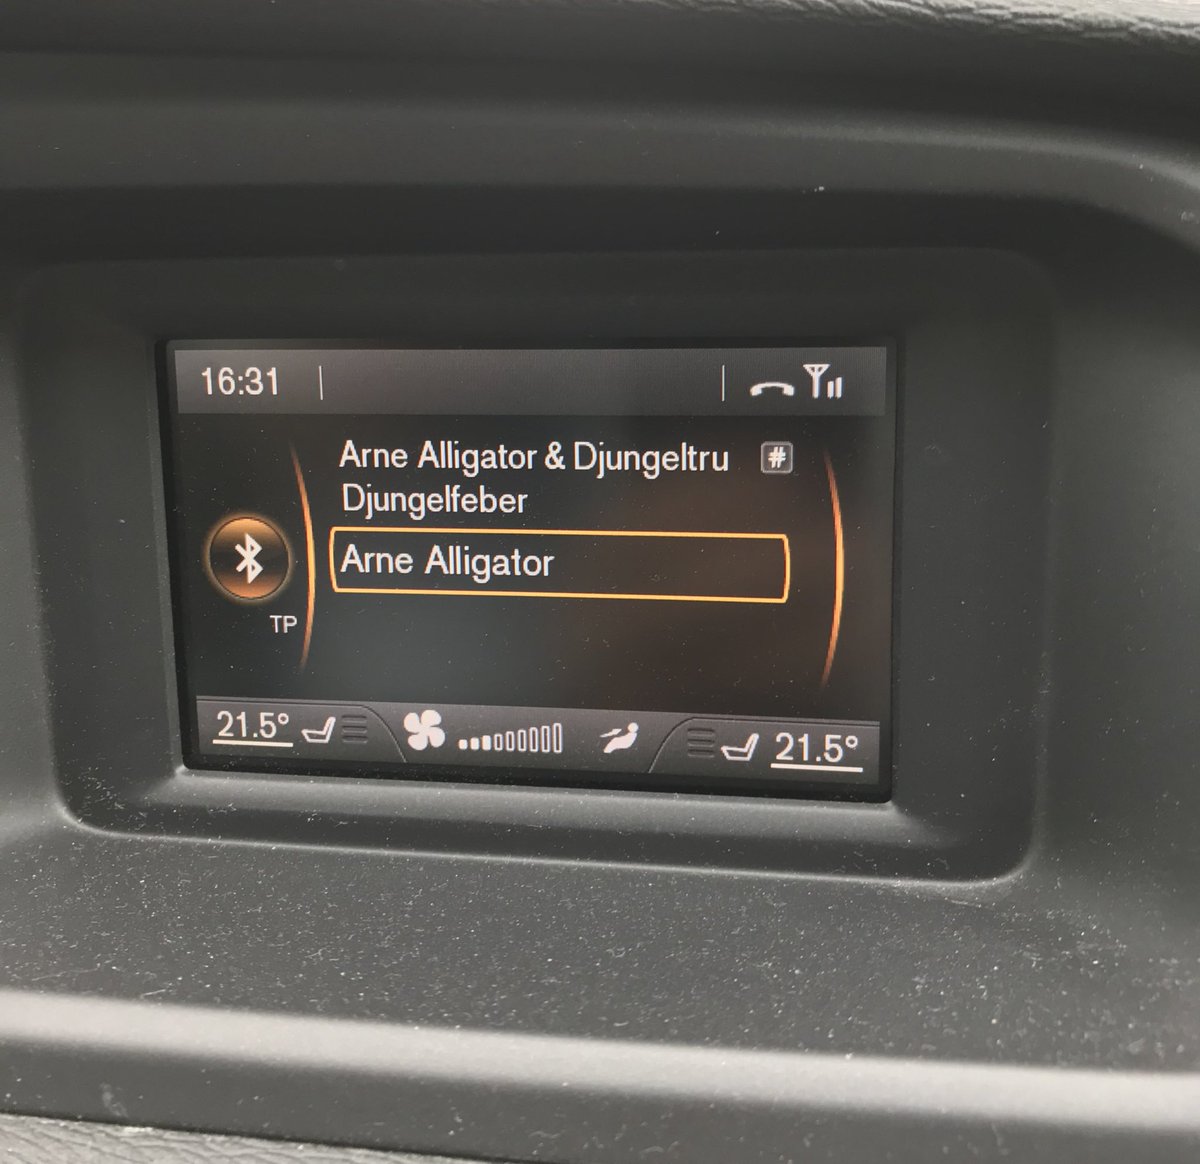 16:31
Arne Alligator & Djungeltru #
Djungelfeber
Arne Alligator
TP
21.5° 21.5°